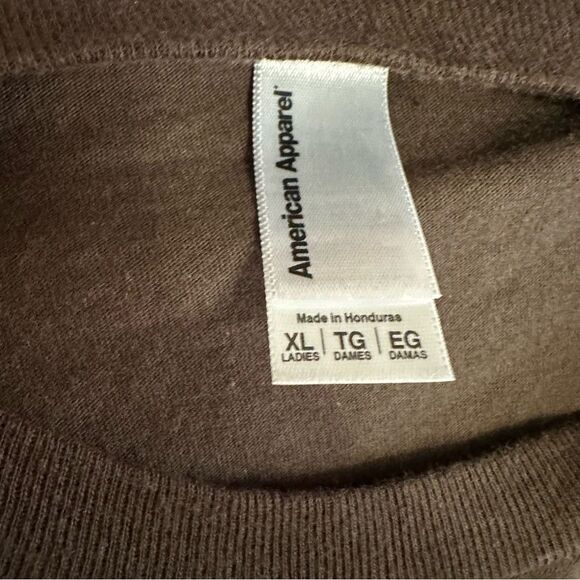 American Apparel
Made in Honduras
XL | TG | EG
LADIES | DAMES | DAMAS